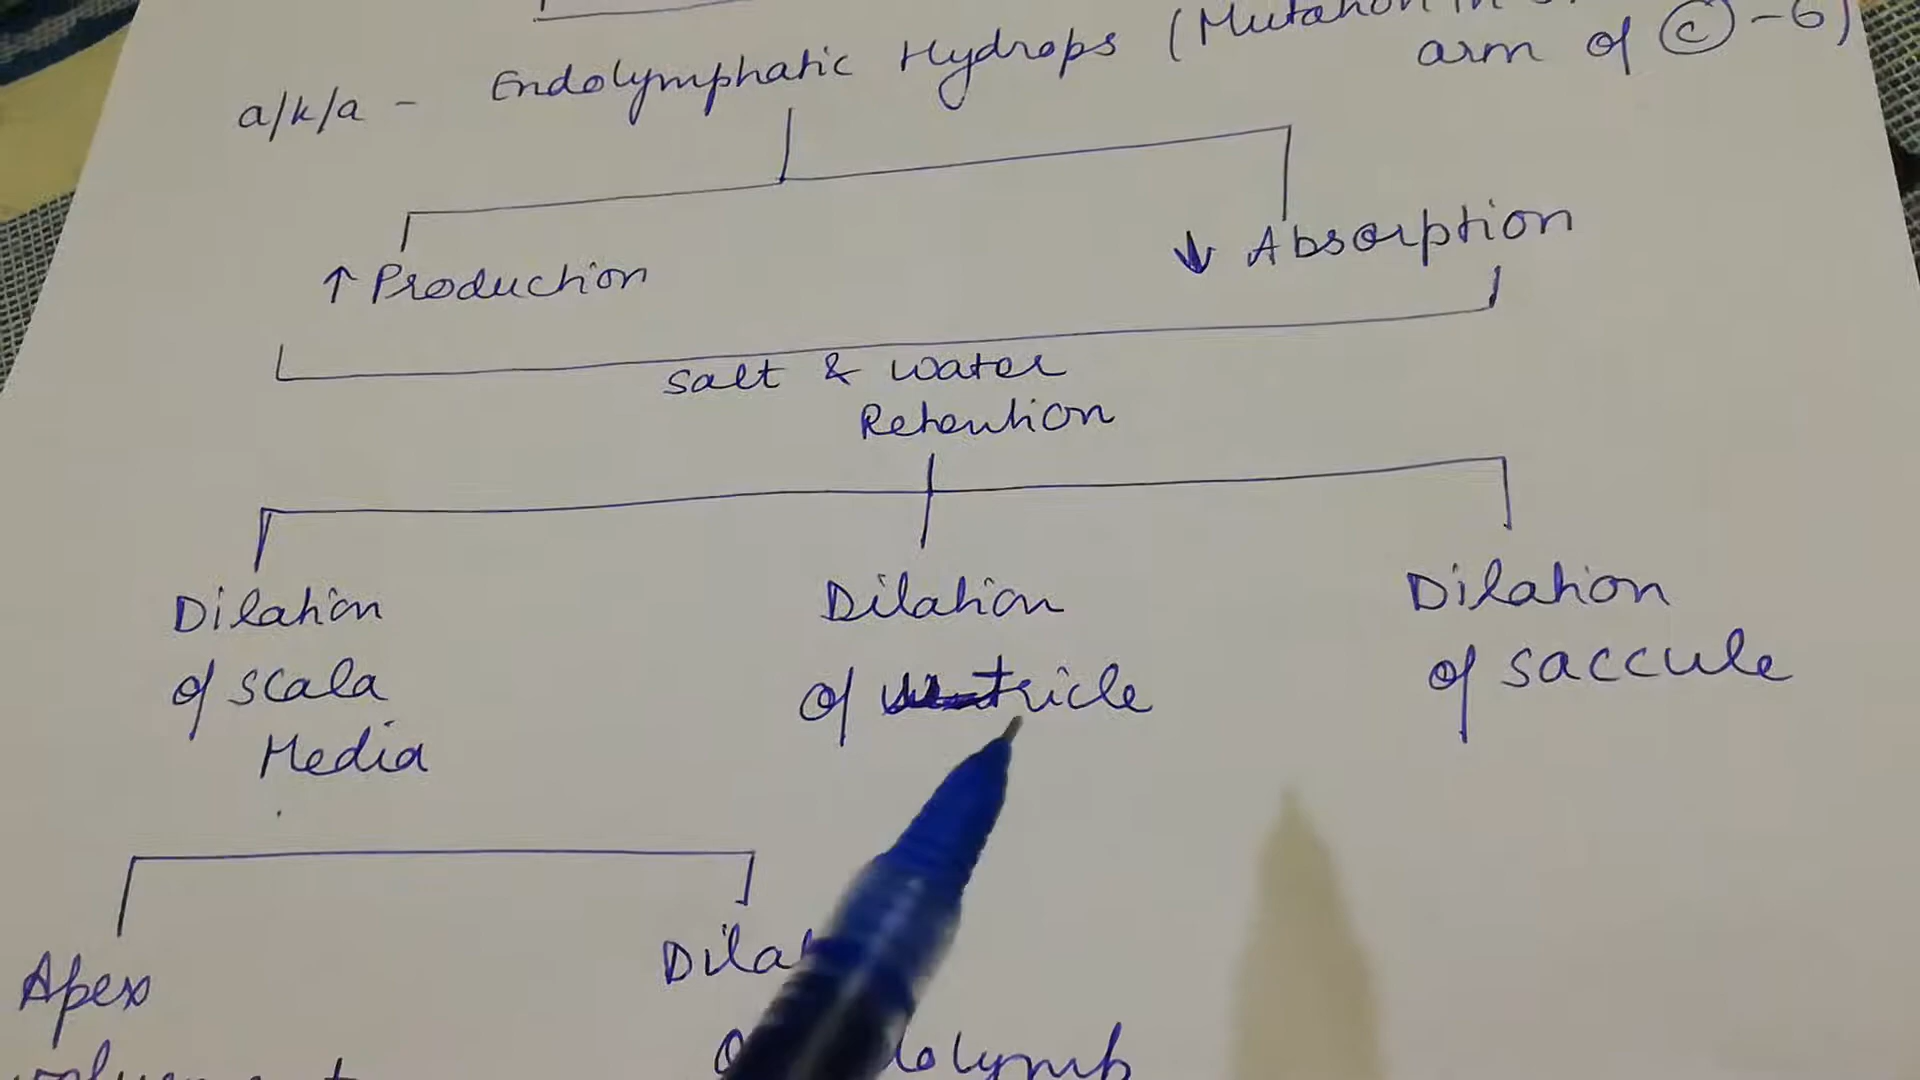 a/k/a - Endolymphatic Hydrops (Mutation in
arm of c - 6)
↑ Production
↓ Absorption
salt & water
Retention
Dilation
of scala
Media
Dilation
of utricle
Dilation
of saccule
Apex